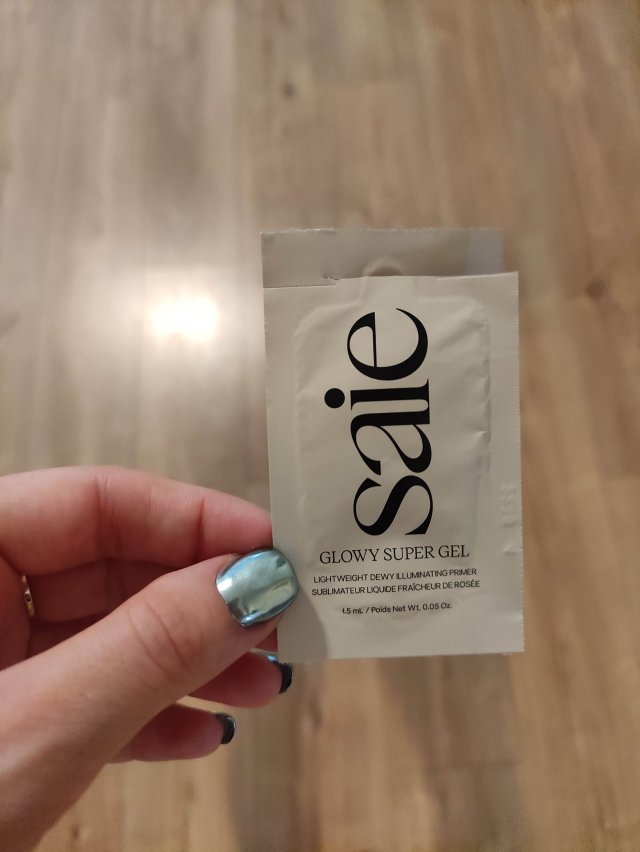 saie
GLOWY SUPER GEL
LIGHTWEIGHT DEWY ILLUMINATING PRIMER
SUBLIMATEUR LIQUIDE FRAÎCHEUR DE ROSÉE
1.5 mL / Poids Net Wt. 0.05 Oz.